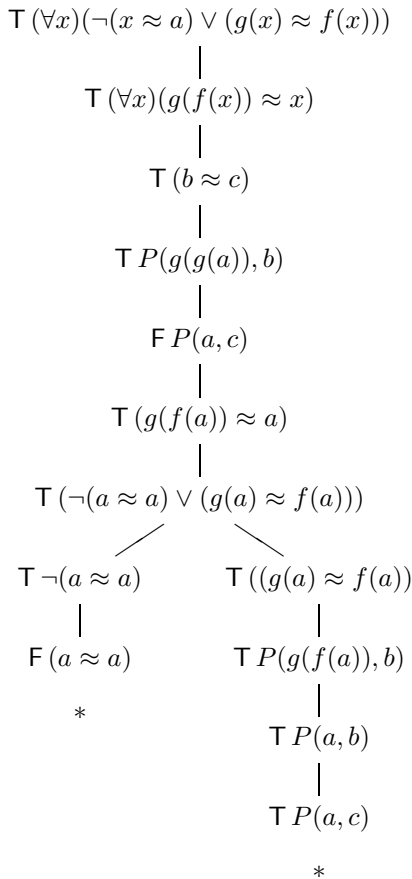 T (∀x)(¬(x ≈ a) ∨ (g(x) ≈ f(x)))
T (∀x)(g(f(x)) ≈ x)
T (b ≈ c)
T P(g(g(a)), b)
F P(a, c)
T (g(f(a)) ≈ a)
T (¬(a ≈ a) ∨ (g(a) ≈ f(a)))
T ¬(a ≈ a) T ((g(a) ≈ f(a))
F (a ≈ a) T P(g(f(a)), b)
*
T P(a, b)
T P(a, c)
*